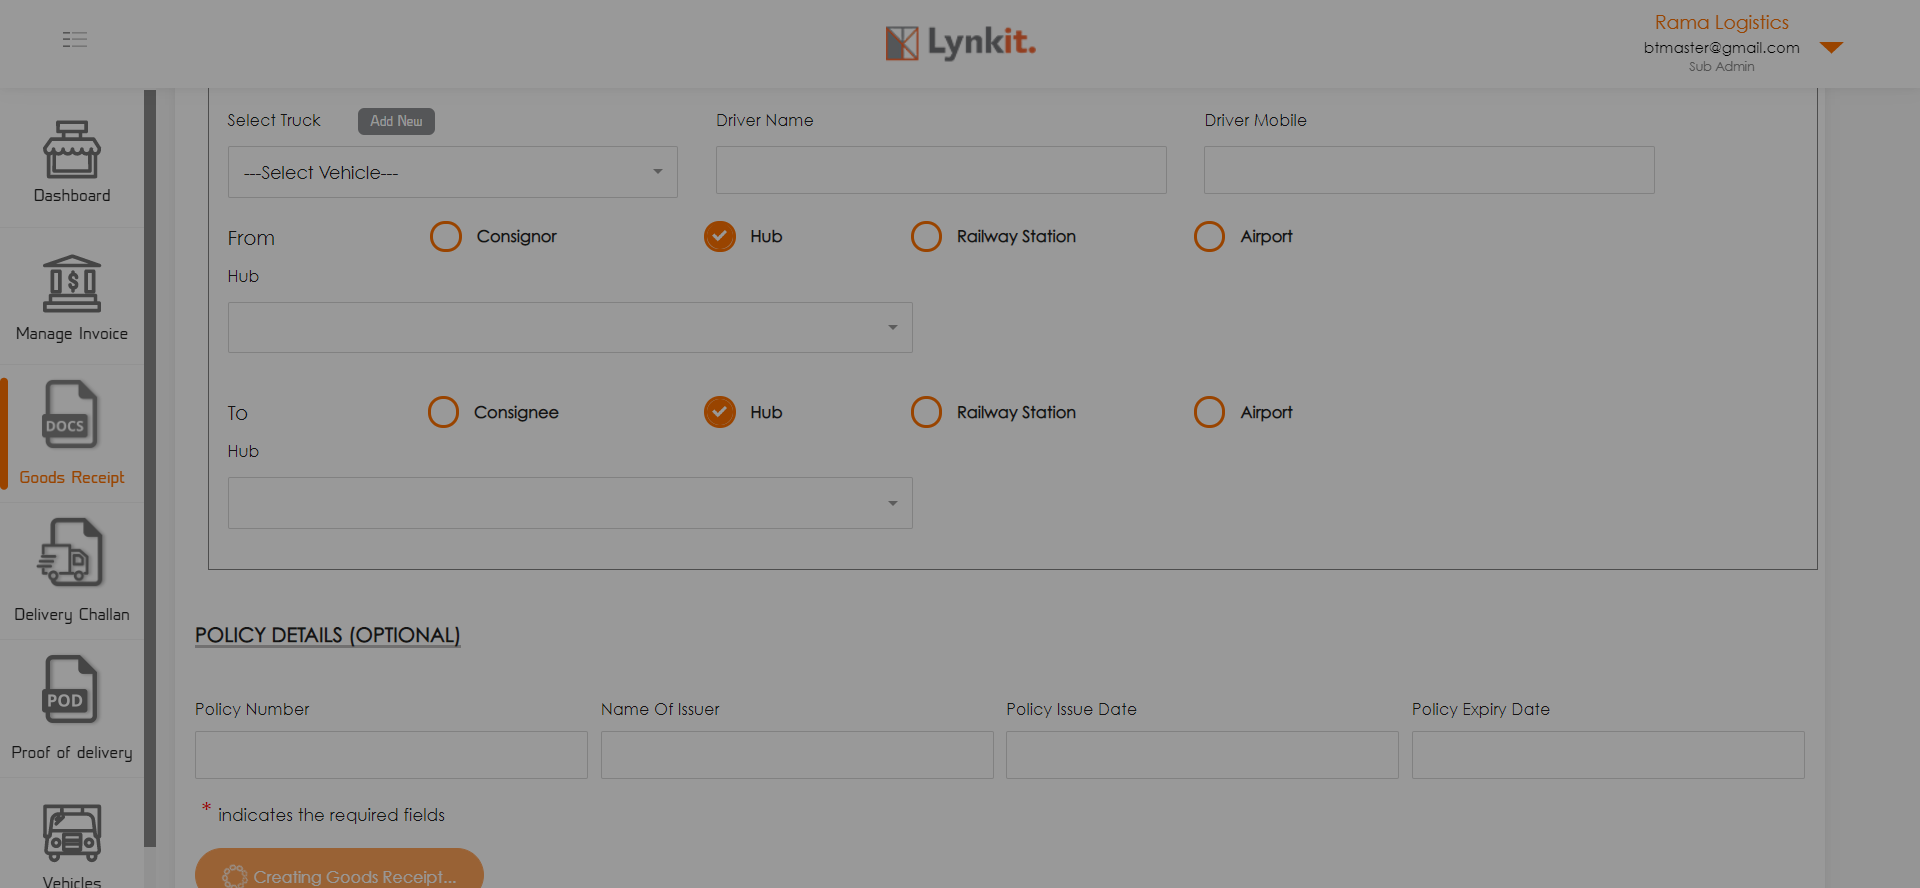 Lynkit.
Rama Logistics
btmaster@gmail.com
Sub Admin
Dashboard
Manage Invoice
DOCS
Goods Receipt
Delivery Challan
POD
Proof of delivery
Vehicles
Select Truck
Add New
Driver Name
Driver Mobile
---Select Vehicle---
From
Consignor
Hub
Railway Station
Airport
Hub
To
Consignee
Hub
Railway Station
Airport
Hub
POLICY DETAILS (OPTIONAL)
Policy Number
Name Of Issuer
Policy Issue Date
Policy Expiry Date
* indicates the required fields
Creating Goods Receipt...